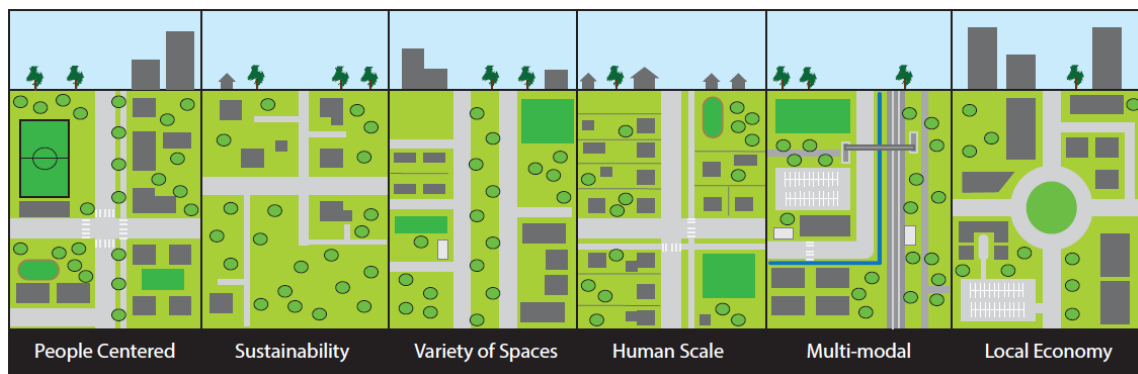 People Centered
Sustainability
Variety of Spaces
Human Scale
Multi-modal
Local Economy